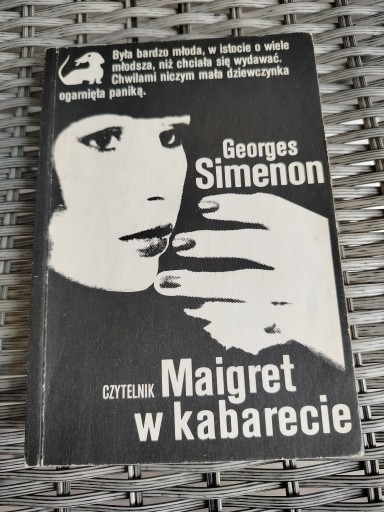 Była bardzo młoda, w istocie o wiele
młodsza, niż chciała się wydawać.
Chwilami niczym mała dziewczynka
ogarnięta paniką.
Georges
Simenon
CZYTELNIK Maigret
w kabarecie